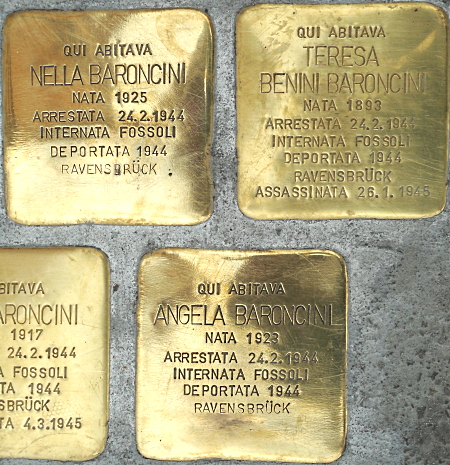 QUI ABITAVA
NELLA BARONCINI
NATA 1925
ARRESTATA 24.2.1944
INTERNATA FOSSOLI
DEPORTATA 1944
RAVENSBRÜCK
QUI ABITAVA
TERESA
BENINI BARONCINI
NATA 1893
ARRESTATA 24.2.1944
INTERNATA FOSSOLI
DEPORTATA 1944
RAVENSBRÜCK
ASSASSINATA 26.1.1945
BITAVA
ARONCINI
1917
24.2.1944
FOSSOLI
TA 1944
SBRÜCK
TA 4.3.1945
QUI ABITAVA
ANGELA BARONCINI
NATA 1923
ARRESTATA 24.2.1944
INTERNATA FOSSOLI
DEPORTATA 1944
RAVENSBRÜCK